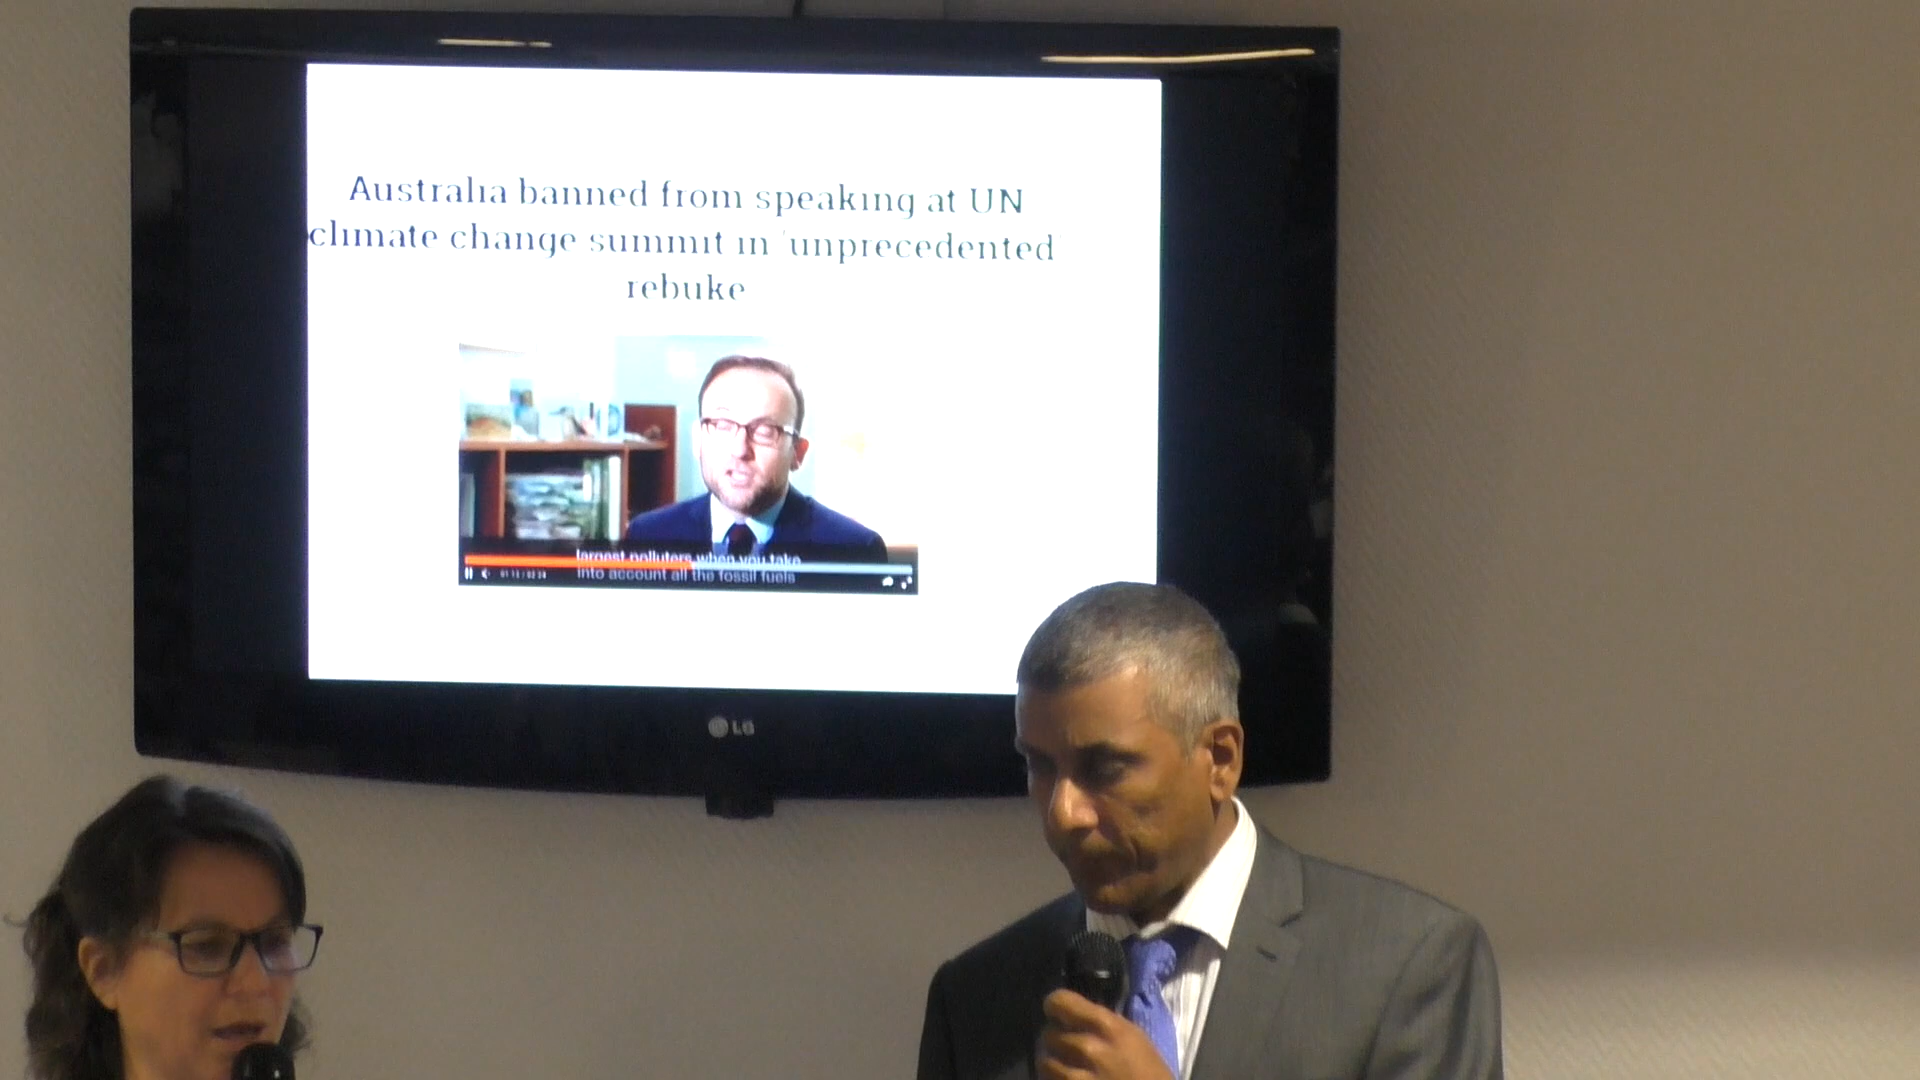 Australia banned from speaking at UN
climate change summit in 'unprecedented'
rebuke
largest polluters when you take
into account all the fossil fuels
LG